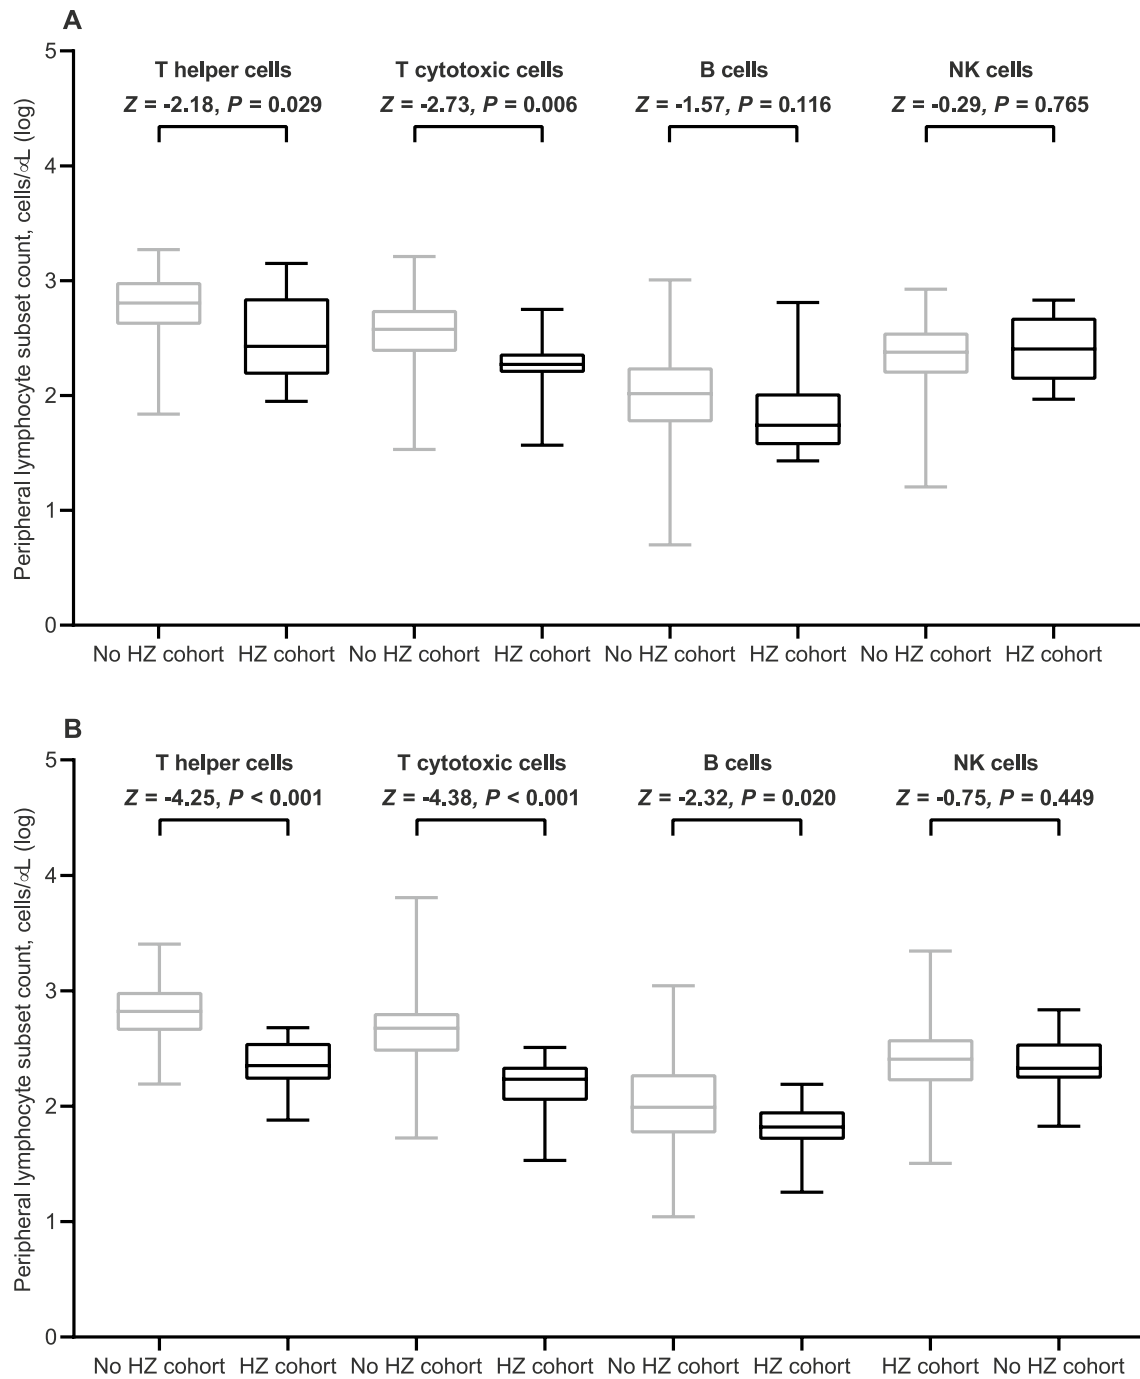 A
T helper cells T cytotoxic cells B cells NK cells
Z = -2.18, P = 0.029 Z = -2.73, P = 0.006 Z = -1.57, P = 0.116 Z = -0.29, P = 0.765
Peripheral lymphocyte subset count, cells/∝L (log)
5
4
3
2
1
0
No HZ cohort HZ cohort No HZ cohort HZ cohort No HZ cohort HZ cohort No HZ cohort HZ cohort
B
T helper cells T cytotoxic cells B cells NK cells
Z = -4.25, P < 0.001 Z = -4.38, P < 0.001 Z = -2.32, P = 0.020 Z = -0.75, P = 0.449
Peripheral lymphocyte subset count, cells/∝L (log)
5
4
3
2
1
0
No HZ cohort HZ cohort No HZ cohort HZ cohort No HZ cohort HZ cohort HZ cohort No HZ cohort